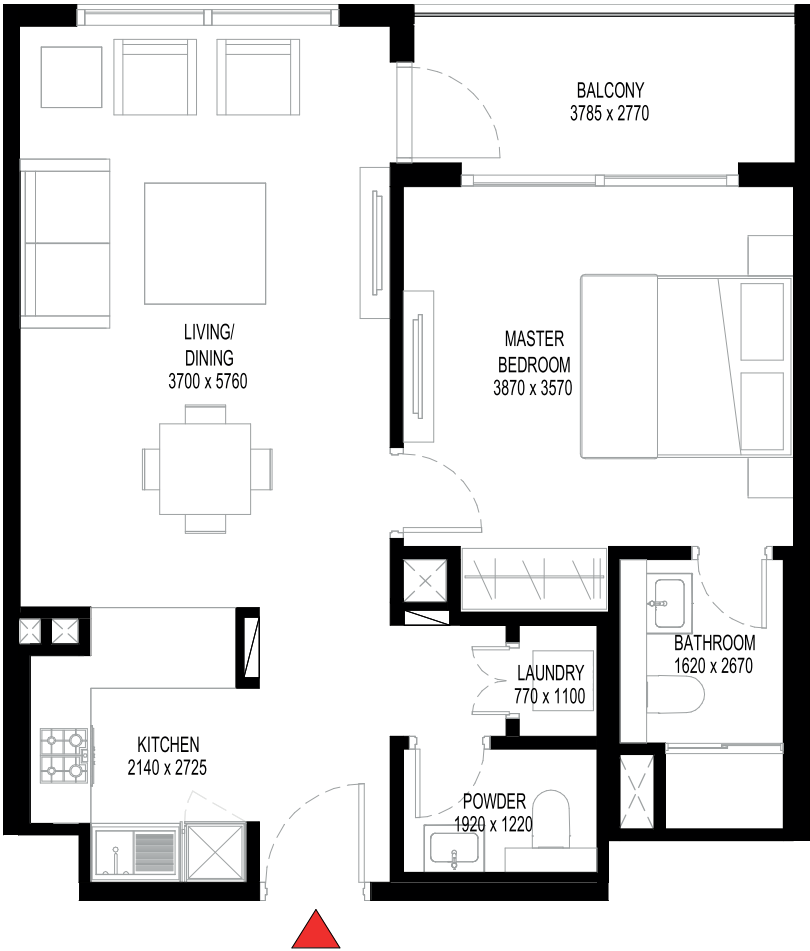 BALCONY
3785 x 2770
LIVING/
DINING
3700 x 5760
MASTER
BEDROOM
3870 x 3570
BATHROOM
1620 x 2670
LAUNDRY
770 x 1100
KITCHEN
2140 x 2725
POWDER
1920 x 1220